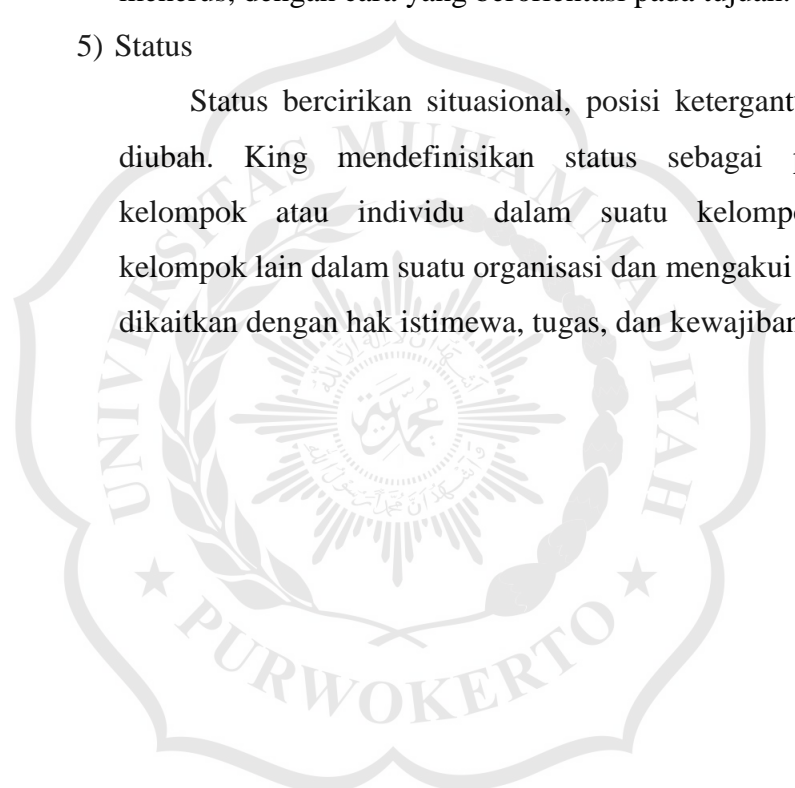 menerus, dengan cara yang berorientasi pada tujuan.
5) Status
Status bercirikan situasional, posisi ketergant
diubah. King mendefinisikan status sebagai
kelompok atau individu dalam suatu kelomp
kelompok lain dalam suatu organisasi dan mengakui
dikaitkan dengan hak istimewa, tugas, dan kewajiban
UNIVERSITAS MUHAMMADIYAH
PURWOKERTO